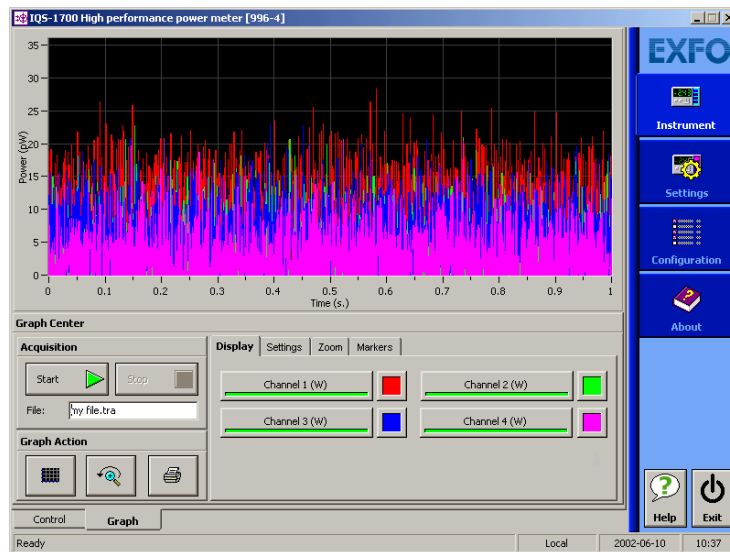 IQS-1700 High performance power meter [996-4]
EXFO
35
30
25
20
15
10
5
0
Power (pW)
0 0.1 0.2 0.3 0.4 0.5 0.6 0.7 0.8 0.9 1
Time (s.)
Instrument
Settings
Configuration
About
Graph Center
Acquisition
Start Stop
File: my file.tra
Graph Action
Display Settings Zoom Markers
Channel 1 (W) Channel 2 (W)
Channel 3 (W) Channel 4 (W)
Help Exit
Control Graph
Ready Local 2002-06-10 10:37